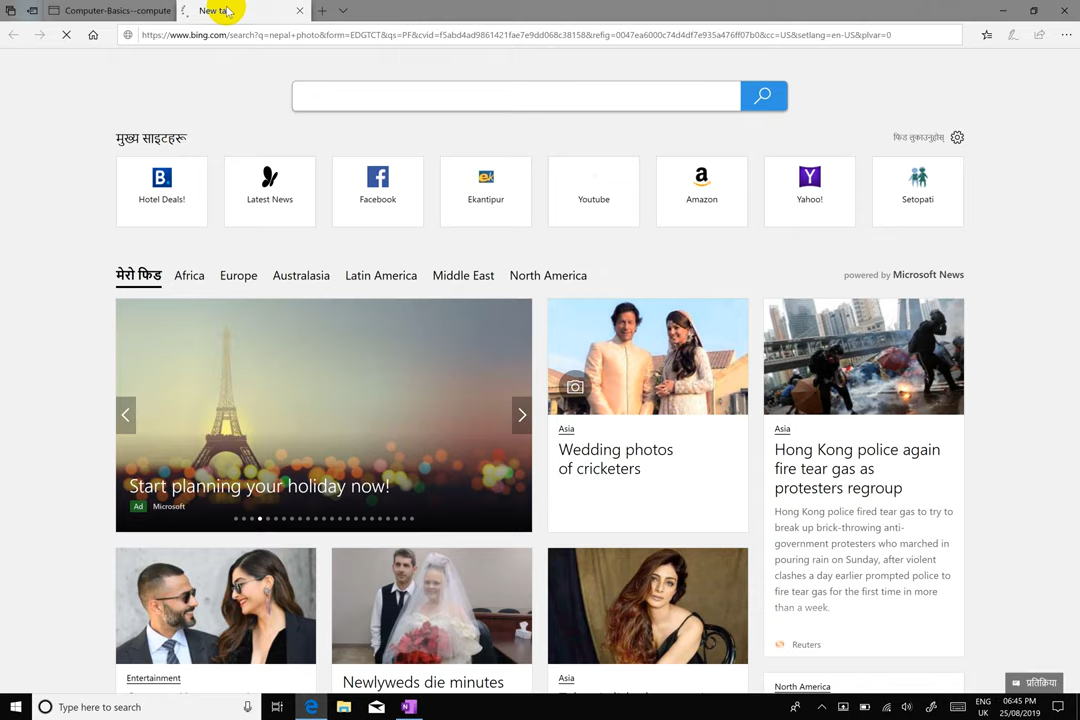 Computer-Basics--compute
New ta
https://www.bing.com/search?q=nepal+photo&form=EDGTCT&qs=PF&cvid=f5abd4ad9861421fae7e9dd068c38158&refig=0047ea6000c74d4df7e935a476ff07b0&cc=US&setlang=en-US&plvar=0
मुख्य साइटहरू
फिड लुकाउनुहोस्
B.
Hotel Deals!
Latest News
Facebook
ek
Ekantipur
Youtube
a
Amazon
Y
Yahoo!
Setopati
मेरो फिड Africa Europe Australasia Latin America Middle East North America
powered by Microsoft News
Start planning your holiday now!
Ad Microsoft
Asia
Wedding photos
of cricketers
Asia
Hong Kong police again
fire tear gas as
protesters regroup
Hong Kong police fired tear gas to try to
break up brick-throwing anti-
government protesters who marched in
pouring rain on Sunday, after violent
clashes a day earlier prompted police to
fire tear gas for the first time in more
than a week.
Reuters
Entertainment
Newlyweds die minutes
Asia
North America
प्रतिक्रिया
Type here to search
ENG
UK
06:45 PM
25/08/2019